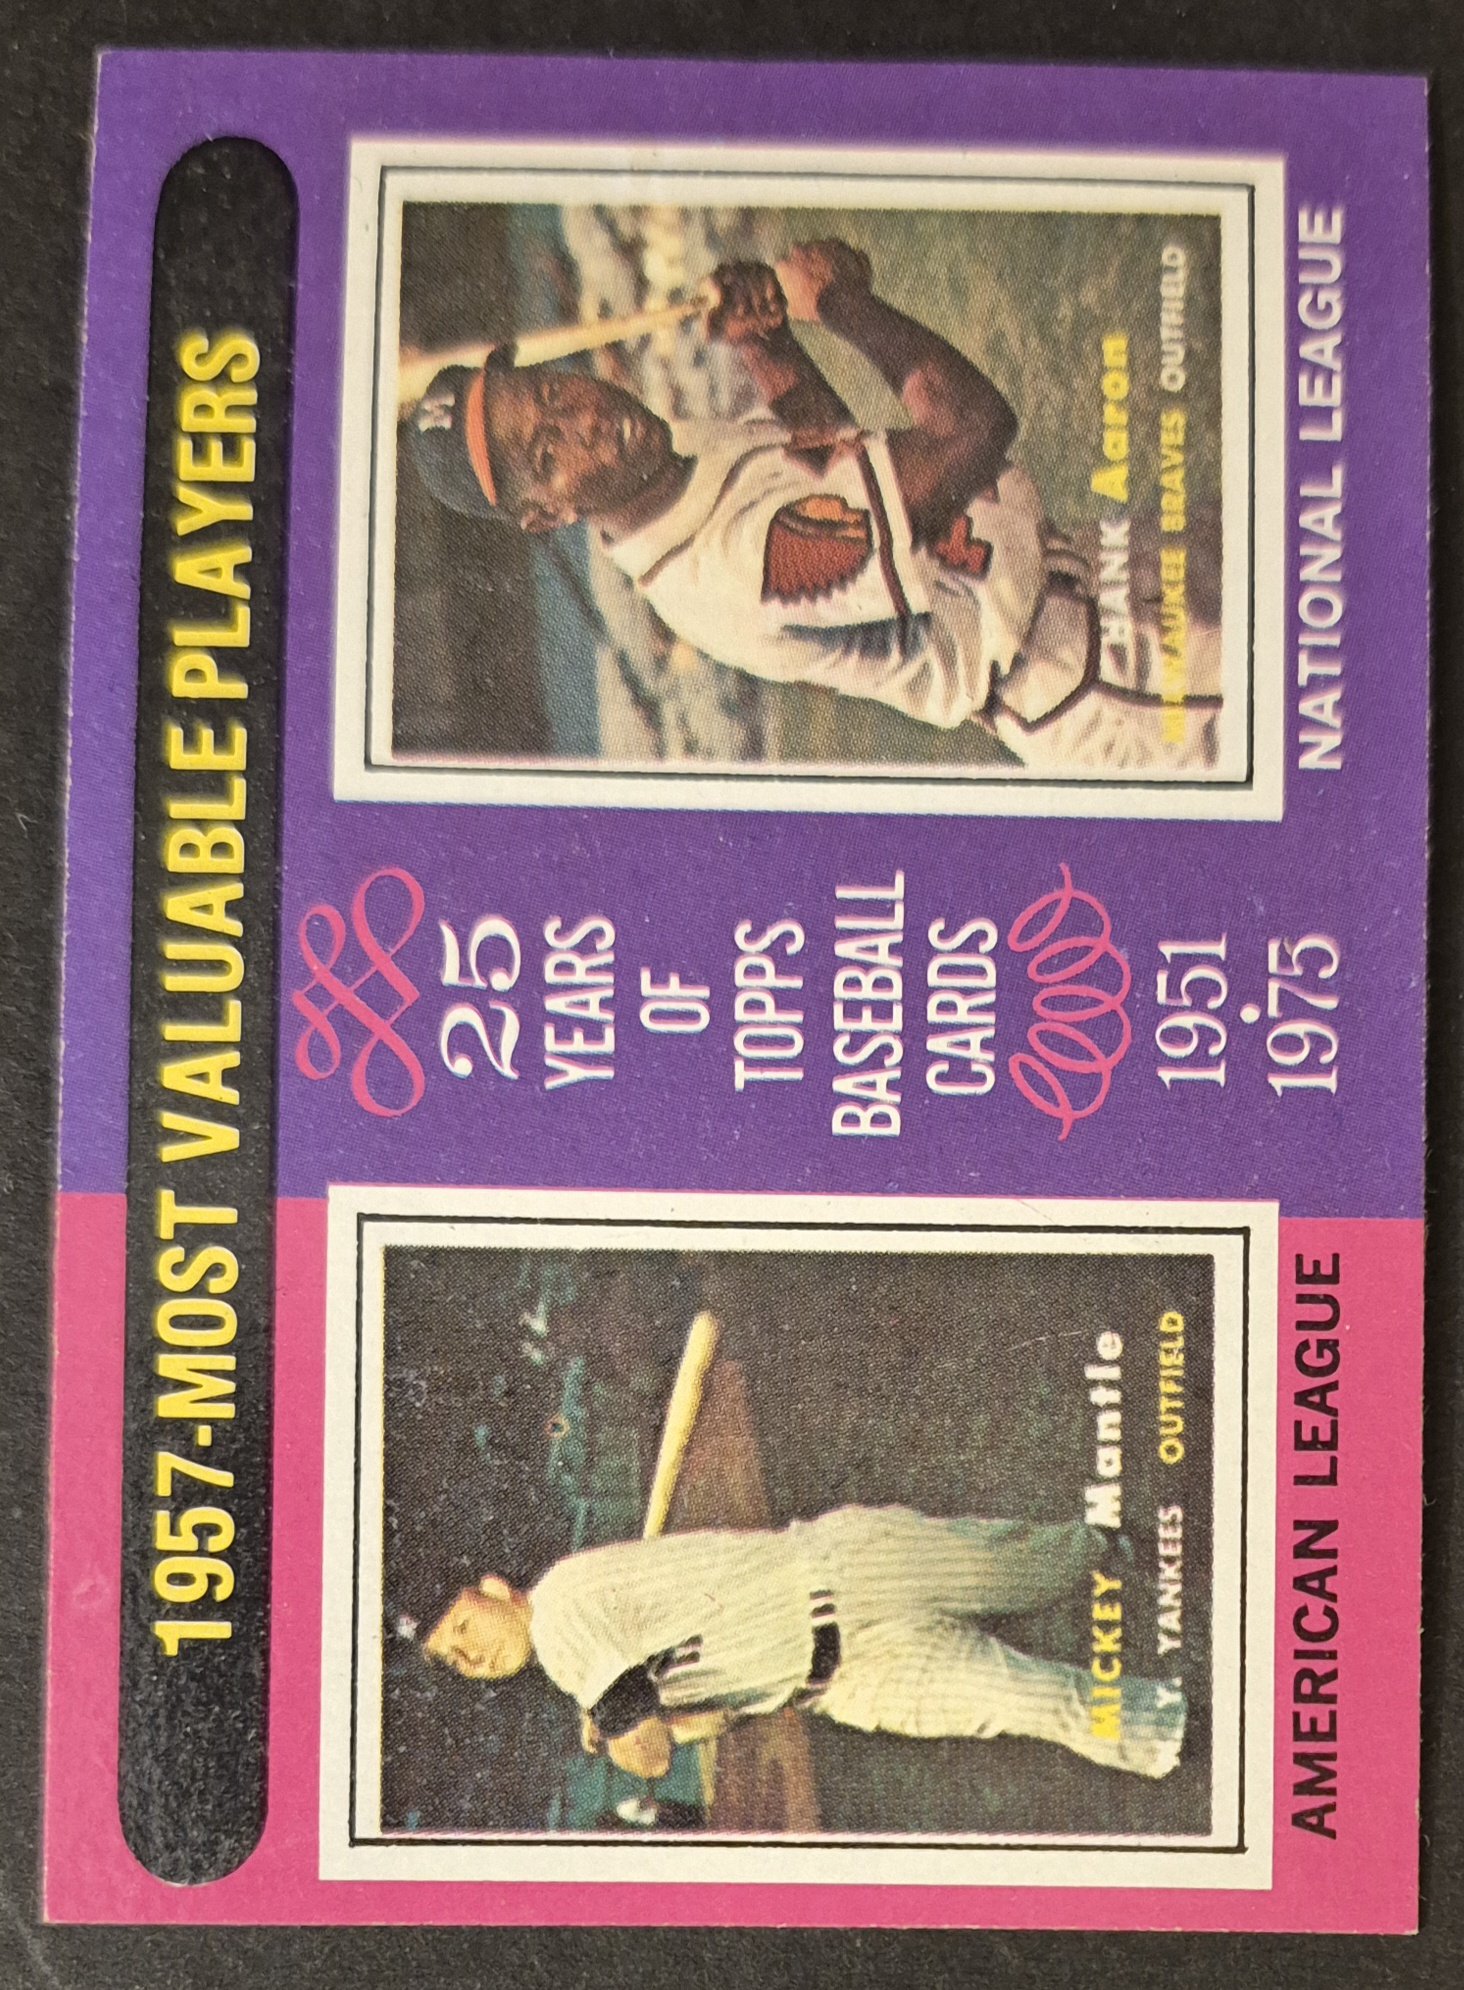 1957-MOST VALUABLE PLAYERS
MICKEY Mantle
N.Y. YANKEES OUTFIELD
AMERICAN LEAGUE
25
YEARS
OF
TOPPS
BASEBALL
CARDS
1951
•
1975
M
HANK Aaron
MILWAUKEE BRAVES OUTFIELD
NATIONAL LEAGUE